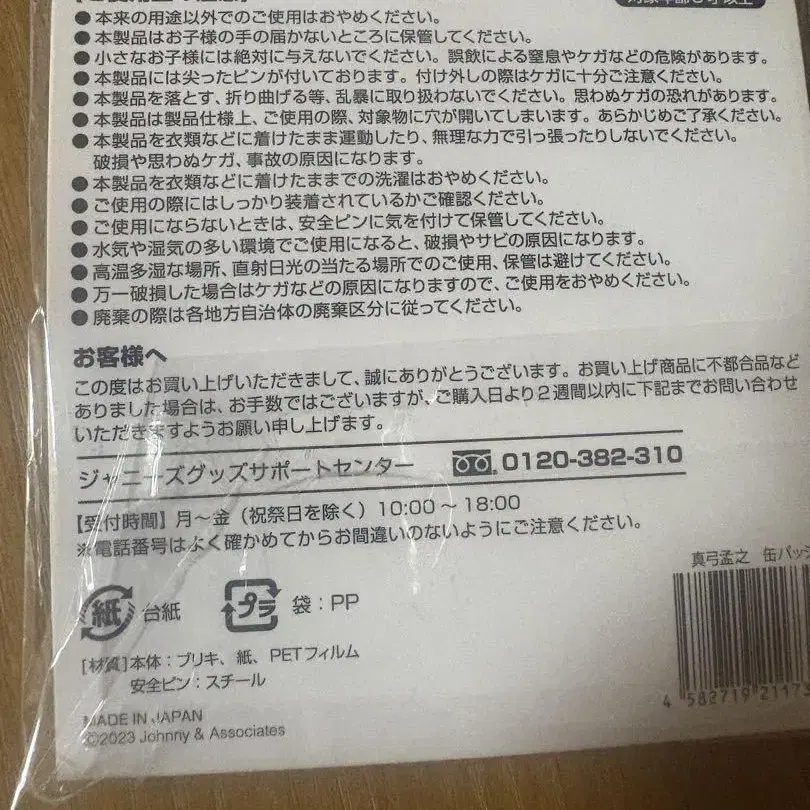 ●本来の用途以外でのご使用はおやめください。
●本製品はお子様の手の届かないところに保管してください。
●小さなお子様には絶対に与えないでください。誤飲による窒息やケガなどの危険があります。
●本製品には尖ったピンが付いております。付け外しの際はケガに十分ご注意ください。
●本製品を落とす、折り曲げる等、乱暴に取り扱わないでください。思わぬケガの恐れがあります。
●本製品は製品仕様上、ご使用の際、対象物に穴が開いてしまいます。あらかじめご了承ください。
●本製品を衣類などに着けたまま運動したり、無理な力で引っ張ったりしないでください。
破損や思わぬケガ、事故の原因になります。
●本製品を衣類などに着けたままでの洗濯はおやめください。
●ご使用の際にはしっかり装着されているかご確認ください。
●ご使用にならないときは、安全ピンに気を付けて保管してください。
●水気や湿気の多い環境でご使用になると、破損やサビの原因になります。
●高温多湿な場所、直射日光の当たる場所でのご使用、保管は避けてください。
●万一破損した場合はケガなどの原因になりますので、ご使用をおやめください。
●廃棄の際は各地方自治体の廃棄区分に従ってください。
お客様へ
この度はお買い上げいただきまして、誠にありがとうございます。お買い上げ商品に不都合品など
ありました場合は、お手数ではございますが、ご購入日より2週間以内に下記までお問い合わせ
いただきますようお願い申し上げます。
ジャニーズグッズサポートセンター 0120-382-310
【受付時間】月～金（祝祭日を除く）10:00～18:00
※電話番号はよく確かめてからお間違いのないようにご注意ください。
真弓孟之 缶バッジ
紙 台紙 プラ 袋：PP
[材質]本体：ブリキ、紙、PETフィルム
安全ピン：スチール
4 582719 21173
MADE IN JAPAN
©2023 Johnny & Associates